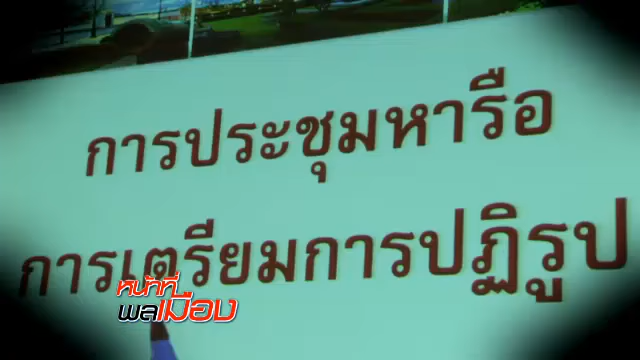 การประชุมหารือ
การเตรียมการปฏิรูป
หน้าที่
พลเมือง